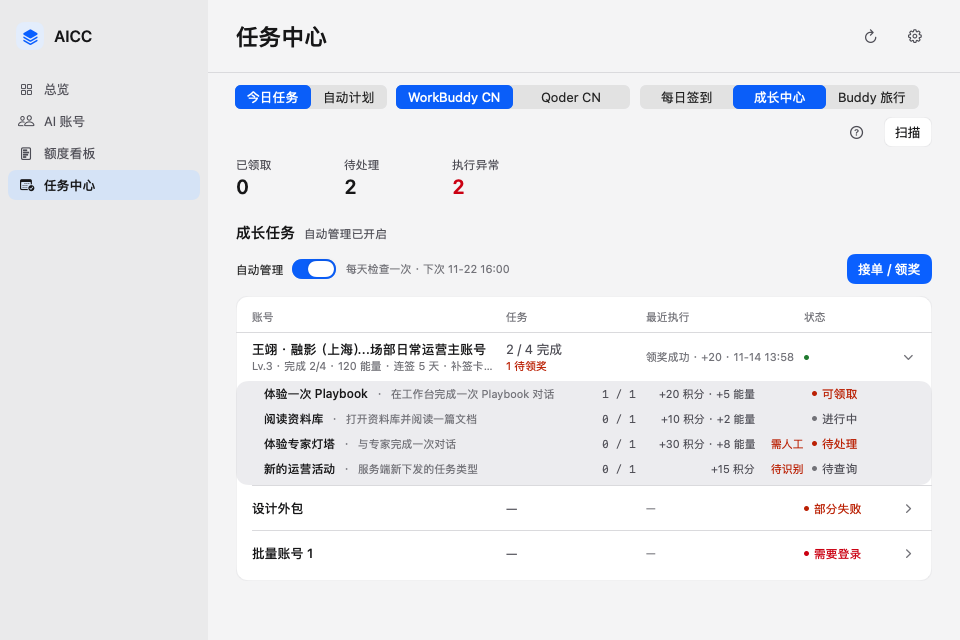 AICC
总览
AI 账号
额度看板
任务中心
任务中心
今日任务 自动计划 WorkBuddy CN Qoder CN 每日签到 成长中心 Buddy 旅行
扫描
已领取 待处理 执行异常
0 2 2
成长任务 自动管理已开启
自动管理 每天检查一次 · 下次 11-22 16:00 接单 / 领奖
账号 任务 最近执行 状态
王翊 · 融影 (上海)...场部日常运营主账号 2 / 4 完成 领奖成功 · +20 · 11-14 13:58
Lv.3 · 完成 2/4 · 120 能量 · 连签 5 天 · 补签卡... 1 待领奖
体验一次 Playbook · 在工作台完成一次 Playbook 对话 1 / 1 +20 积分 · +5 能量 可领取
阅读资料库 · 打开资料库并阅读一篇文档 0 / 1 +10 积分 · +2 能量 进行中
体验专家灯塔 · 与专家完成一次对话 0 / 1 +30 积分 · +8 能量 需人工 待处理
新的运营活动 · 服务端新下发的任务类型 0 / 1 +15 积分 待识别 待查询
设计外包 — — 部分失败
批量账号 1 — — 需要登录